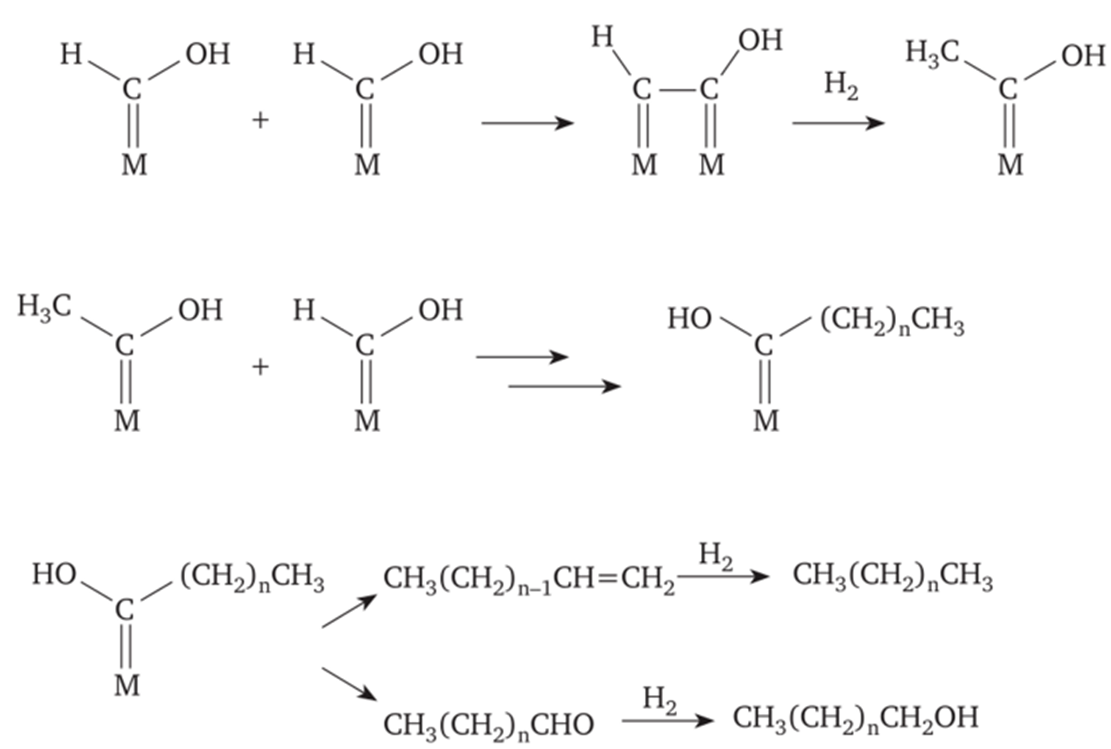 H OH H OH H OH H₃C OH
C + C C — C H₂ C
M M M M M
H₃C OH H OH HO (CH₂)ₙCH₃
C + C C
M M M
HO (CH₂)ₙCH₃ CH₃(CH₂)ₙ₋₁CH=CH₂ H₂ CH₃(CH₂)ₙCH₃
C
M
CH₃(CH₂)ₙCHO H₂ CH₃(CH₂)ₙCH₂OH